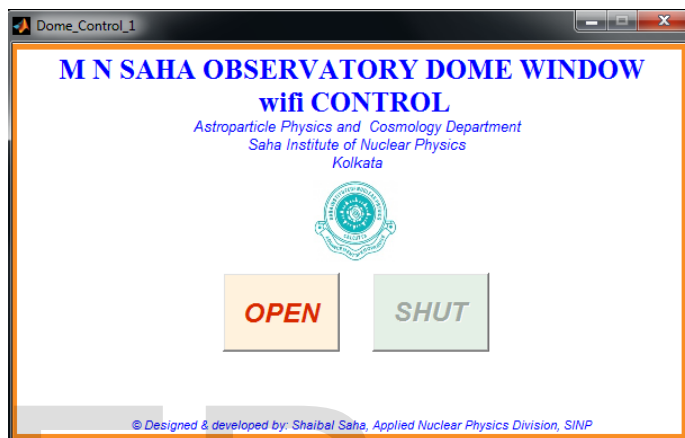 Dome_Control_1
M N SAHA OBSERVATORY DOME WINDOW
wifi CONTROL
Astroparticle Physics and Cosmology Department
Saha Institute of Nuclear Physics
Kolkata
OPEN
SHUT
© Designed & developed by: Shaibal Saha, Applied Nuclear Physics Division, SINP